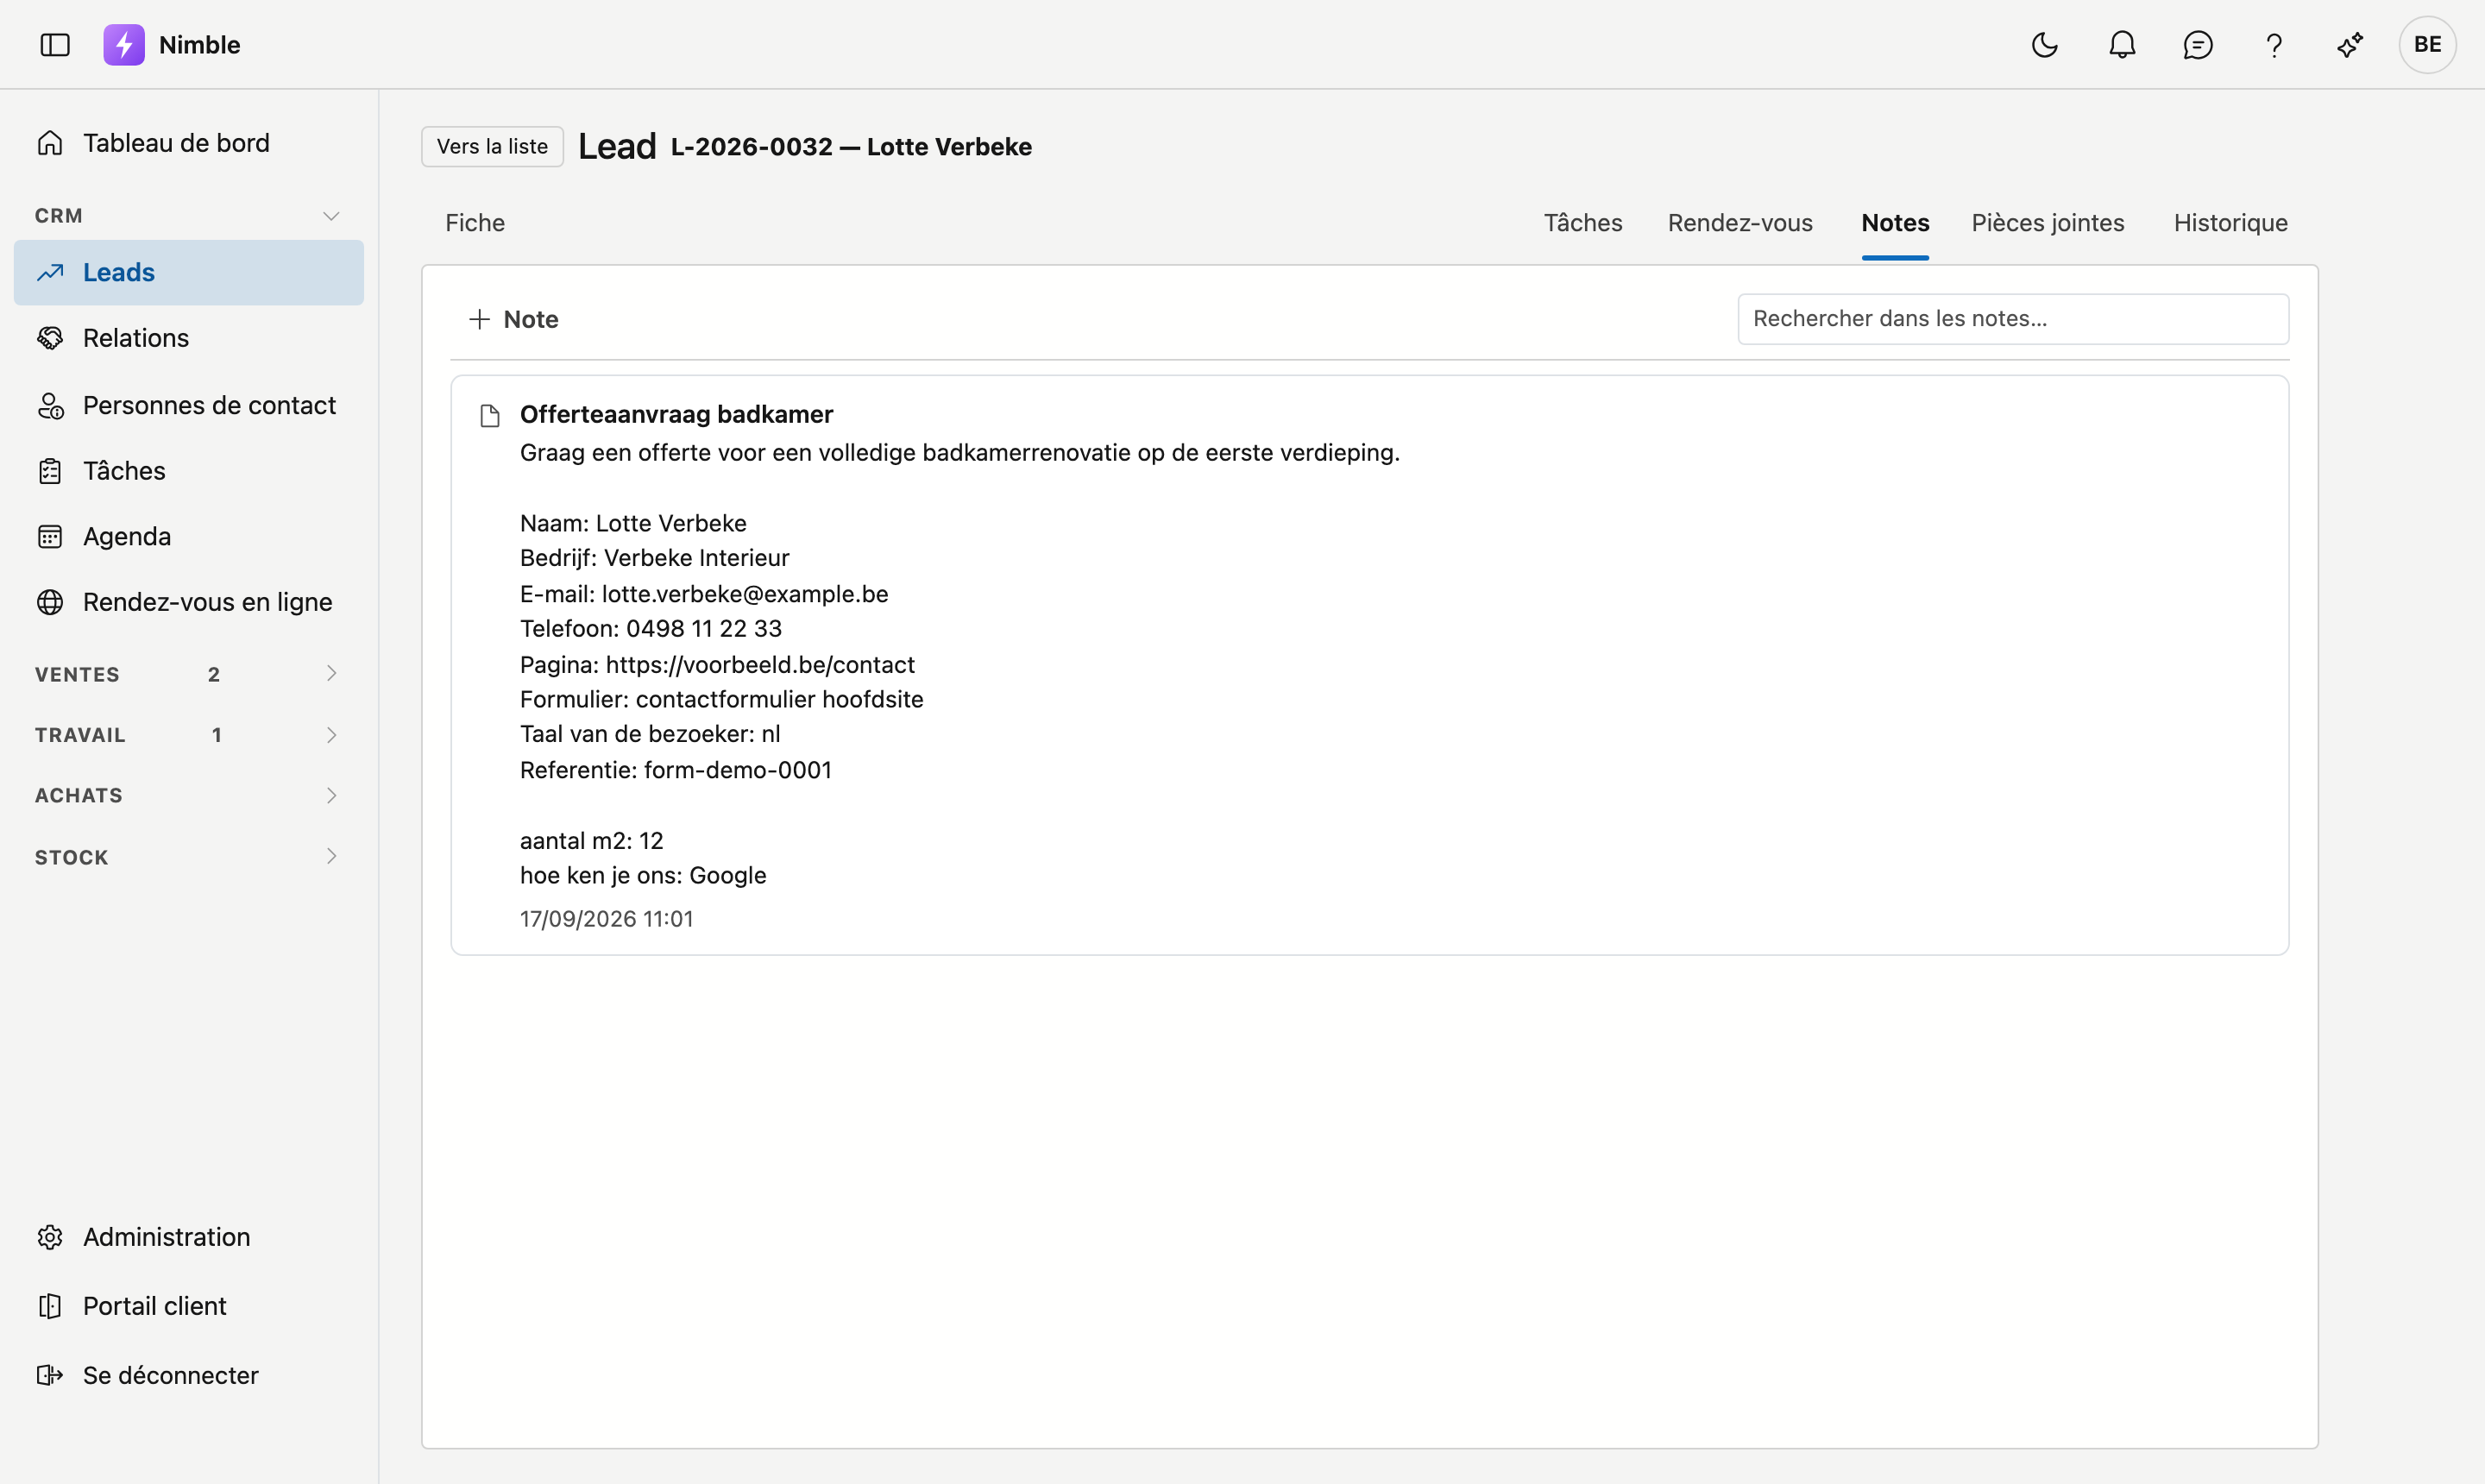 Nimble
BE
Tableau de bord
CRM
Leads
Relations
Personnes de contact
Tâches
Agenda
Rendez-vous en ligne
VENTES 2
TRAVAIL 1
ACHATS
STOCK
Administration
Portail client
Se déconnecter
Vers la liste Lead L-2026-0032 — Lotte Verbeke
Fiche Tâches Rendez-vous Notes Pièces jointes Historique
+ Note Rechercher dans les notes...
Offerteaanvraag badkamer
Graag een offerte voor een volledige badkamerrenovatie op de eerste verdieping.
Naam: Lotte Verbeke
Bedrijf: Verbeke Interieur
E-mail: lotte.verbeke@example.be
Telefoon: 0498 11 22 33
Pagina: https://voorbeeld.be/contact
Formulier: contactformulier hoofdsite
Taal van de bezoeker: nl
Referentie: form-demo-0001
aantal m2: 12
hoe ken je ons: Google
17/09/2026 11:01